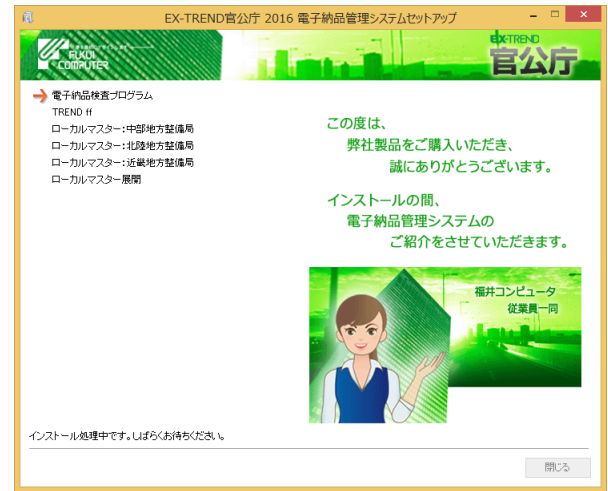 EX-TREND官公庁 2016 電子納品管理システムセットアップ
FUKUI
COMPUTER
EX-TREND
官公庁
電子納品検査プログラム
TREND ff
ローカルマスター：中部地方整備局
ローカルマスター：北陸地方整備局
ローカルマスター：近畿地方整備局
ローカルマスター展開
この度は、
弊社製品をご購入いただき、
誠にありがとうございます。
インストールの間、
電子納品管理システムの
ご紹介をさせていただきます。
福井コンピュータ
従業員一同
インストール処理中です。しばらくお待ちください。
閉じる